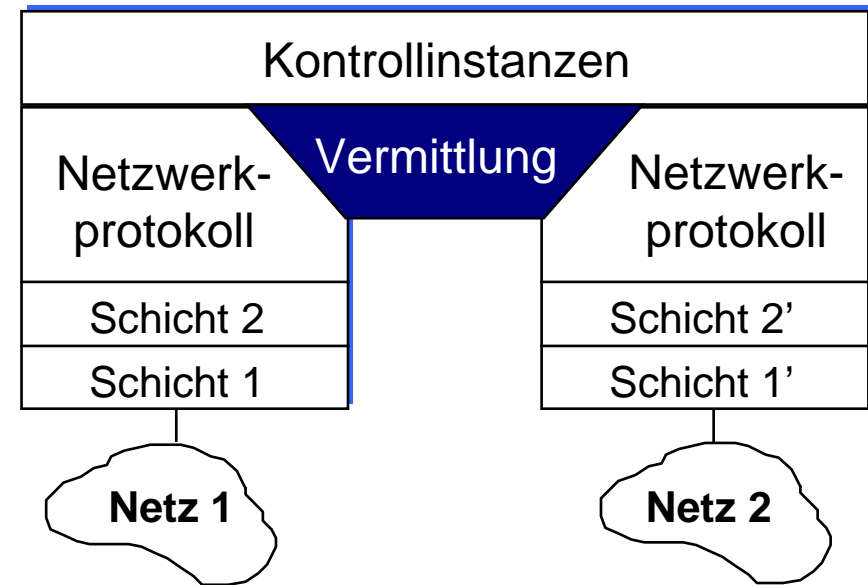 Kontrollinstanzen
Netzwerk-
protokoll
Vermittlung
Netzwerk-
protokoll
Schicht 2
Schicht 2’
Schicht 1
Schicht 1’
Netz 1
Netz 2